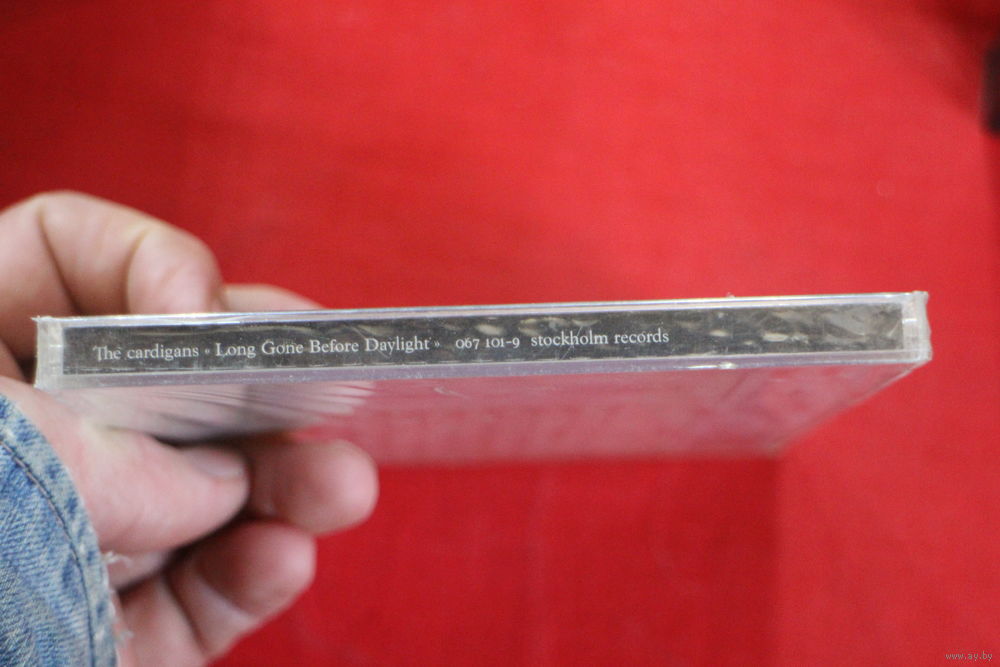 The cardigans « Long Gone Before Daylight » 067 101-9 stockholm records
www.ay.by